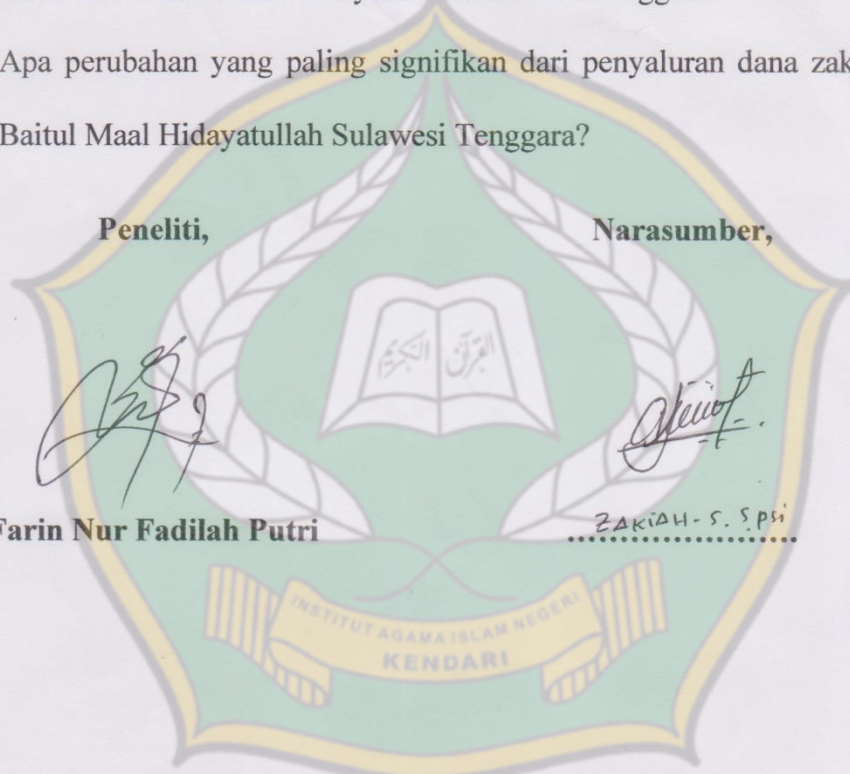 Apa perubahan yang paling signifikan dari penyaluran dana zak
Baitul Maal Hidayatullah Sulawesi Tenggara?
Peneliti,
Narasumber,
القرآن الكريم
Farin Nur Fadilah Putri
ZAKIAH-S. S.Psi
INSTITUT AGAMA ISLAM NEGERI
KENDARI